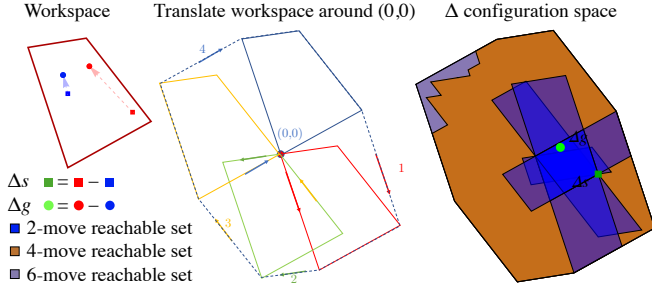 Workspace
Translate workspace around (0,0)
Δ configuration space
4
(0,0)
1
3
2
Δg
Δs
Δs = −
Δg = −
2-move reachable set
4-move reachable set
6-move reachable set